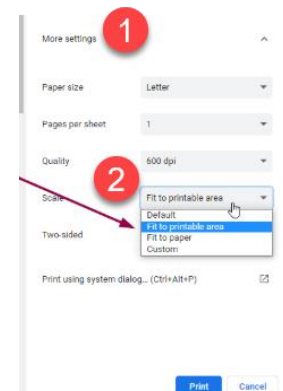 1
More settings
Paper size Letter
Pages per sheet 1
Quality 600 dpi
2
Scale Fit to printable area
Default
Fit to printable area
Fit to paper
Custom
Two-sided
Print using system dialog... (Ctrl+Alt+P)
Print Cancel